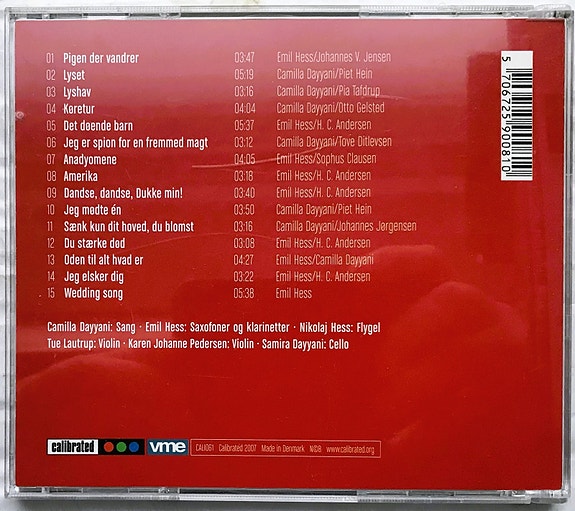 01 Pigen der vandrer 03:47 Emil Hess/Johannes V. Jensen
02 Lyset 05:19 Camilla Dayyani/Piet Hein
03 Lyshav 03:16 Camilla Dayyani/Pia Tafdrup
04 Køretur 04:04 Camilla Dayyani/Otto Gelsted
05 Det døende barn 05:37 Emil Hess/H. C. Andersen
06 Jeg er spion for en fremmed magt 03:12 Camilla Dayyani/Tove Ditlevsen
07 Anadyomene 04:05 Emil Hess/Sophus Clausen
08 Amerika 03:18 Emil Hess/H. C. Andersen
09 Dandse, dandse, Dukke min! 03:40 Emil Hess/H. C. Andersen
10 Jeg mødte én 03:50 Camilla Dayyani/Piet Hein
11 Sænk kun dit hoved, du blomst 03:16 Camilla Dayyani/Johannes Jørgensen
12 Du stærke død 03:08 Emil Hess/H. C. Andersen
13 Oden til alt hvad er 04:27 Emil Hess/Camilla Dayyani
14 Jeg elsker dig 03:22 Emil Hess/H. C. Andersen
15 Wedding song 05:38 Emil Hess
Camilla Dayyani: Sang · Emil Hess: Saxofoner og klarinetter · Nikolaj Hess: Flygel
Tue Lautrup: Violin · Karen Johanne Pedersen: Violin · Samira Dayyani: Cello
calibrated vme CALI061 Calibrated 2007 Made in Denmark N©B www.calibrated.org
5 706725 900810